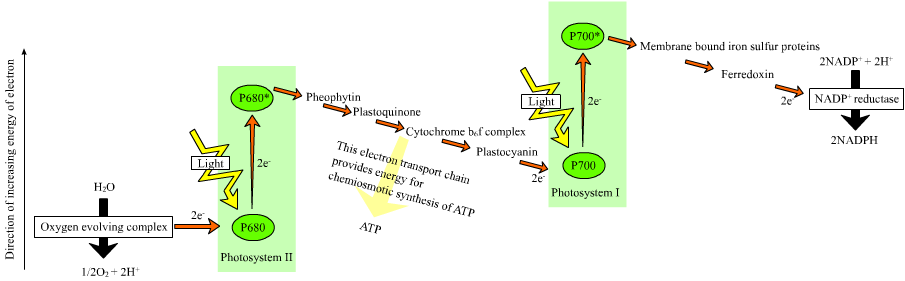 Direction of increasing energy of electron
H₂O
Oxygen evolving complex
1/2O₂ + 2H⁺
2e⁻
Light
P680*
2e⁻
P680
Photosystem II
Pheophytin
Plastoquinone
Cytochrome b₆f complex
Plastocyanin
2e⁻
This electron transport chain
provides energy for
chemiosmotic synthesis of ATP
ATP
Light
P700*
2e⁻
P700
Photosystem I
Membrane bound iron sulfur proteins
Ferredoxin
2e⁻
2NADP⁺ + 2H⁺
NADP⁺ reductase
2NADPH